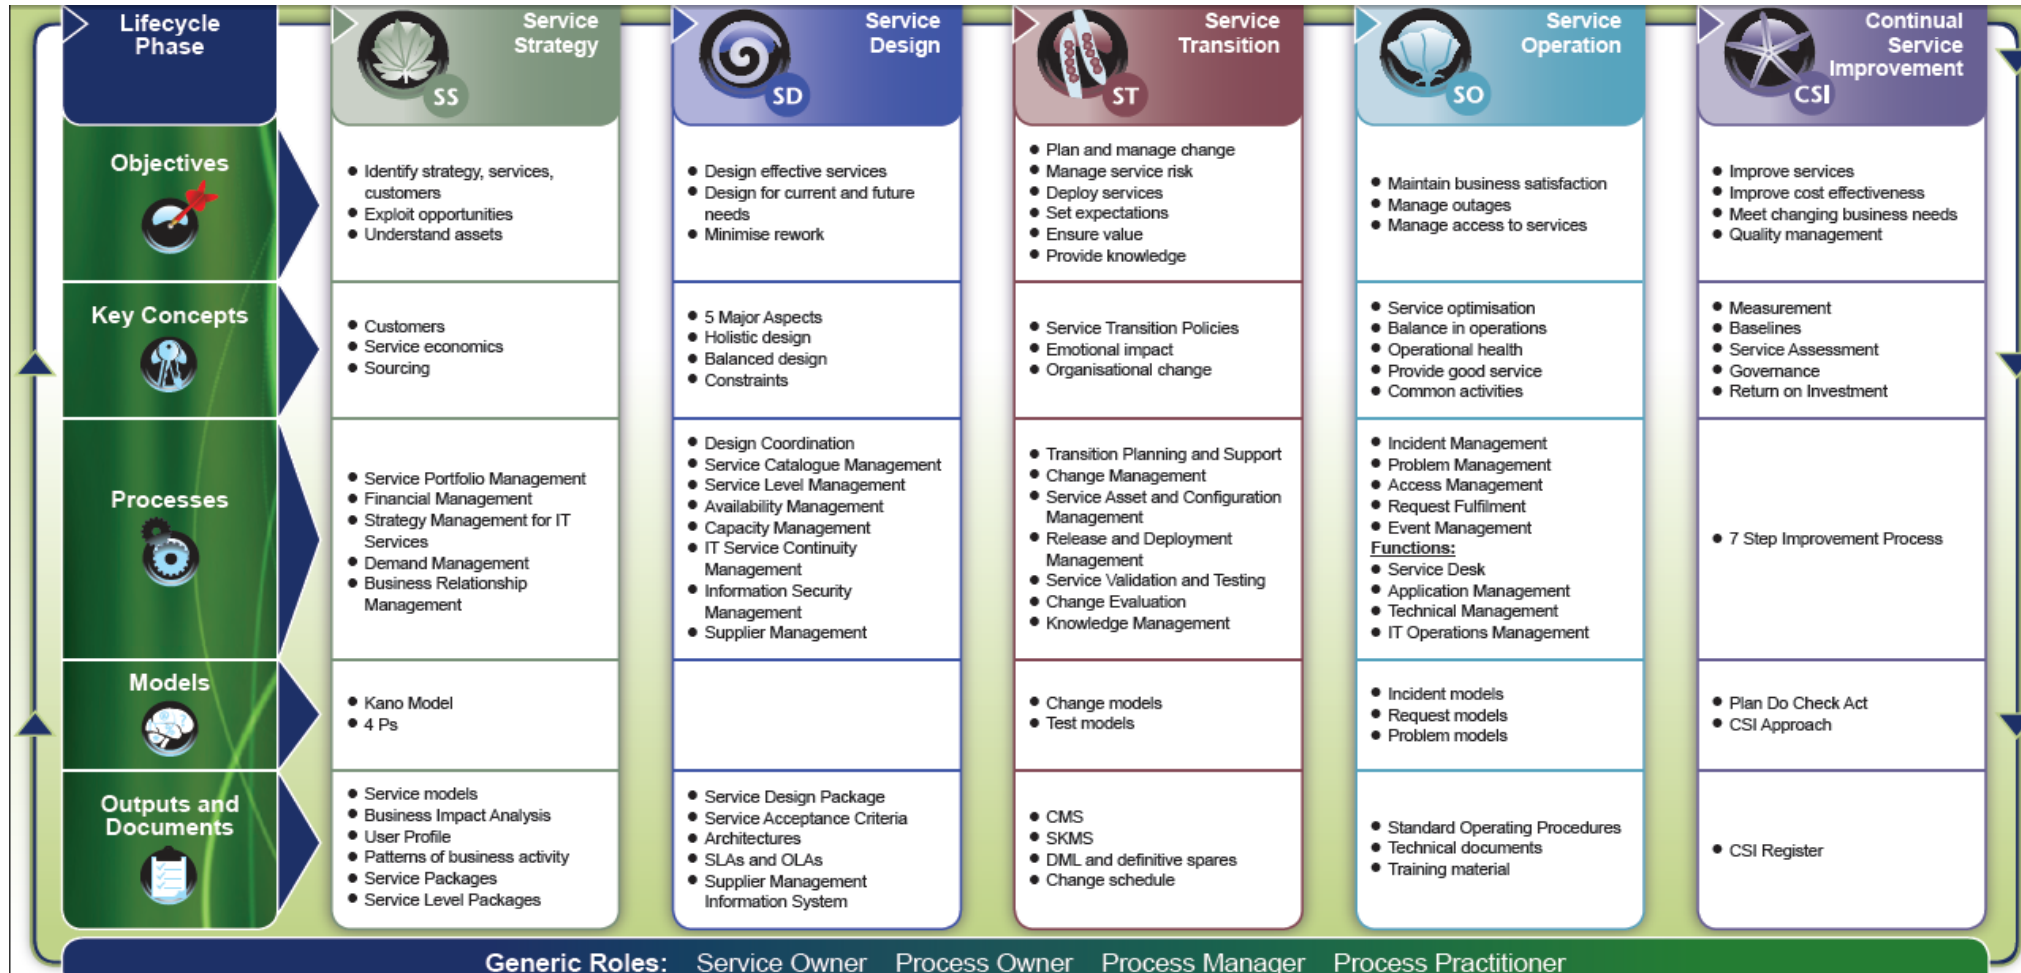 Lifecycle
Phase
Service
Strategy
SS
Service
Design
SD
Service
Transition
ST
Service
Operation
SO
Continual
Service
Improvement
CSI
Objectives
Identify strategy, services,
customers
Exploit opportunities
Understand assets
Design effective services
Design for current and future
needs
Minimise rework
Plan and manage change
Manage service risk
Deploy services
Set expectations
Ensure value
Provide knowledge
Maintain business satisfaction
Manage outages
Manage access to services
Improve services
Improve cost effectiveness
Meet changing business needs
Quality management
Key Concepts
Customers
Service economics
Sourcing
5 Major Aspects
Holistic design
Balanced design
Constraints
Service Transition Policies
Emotional impact
Organisational change
Service optimisation
Balance in operations
Operational health
Provide good service
Common activities
Measurement
Baselines
Service Assessment
Governance
Return on Investment
Processes
Service Portfolio Management
Financial Management
Strategy Management for IT
Services
Demand Management
Business Relationship
Management
Design Coordination
Service Catalogue Management
Service Level Management
Availability Management
Capacity Management
IT Service Continuity
Management
Information Security
Management
Supplier Management
Transition Planning and Support
Change Management
Service Asset and Configuration
Management
Release and Deployment
Management
Service Validation and Testing
Change Evaluation
Knowledge Management
Incident Management
Problem Management
Access Management
Request Fulfilment
Event Management
Functions:
Service Desk
Application Management
Technical Management
IT Operations Management
7 Step Improvement Process
Models
Kano Model
4 Ps
Change models
Test models
Incident models
Request models
Problem models
Plan Do Check Act
CSI Approach
Outputs and
Documents
Service models
Business Impact Analysis
User Profile
Patterns of business activity
Service Packages
Service Level Packages
Service Design Package
Service Acceptance Criteria
Architectures
SLAs and OLAs
Supplier Management
Information System
CMS
SKMS
DML and definitive spares
Change schedule
Standard Operating Procedures
Technical documents
Training material
CSI Register
Generic Roles: Service Owner Process Owner Process Manager Process Practitioner